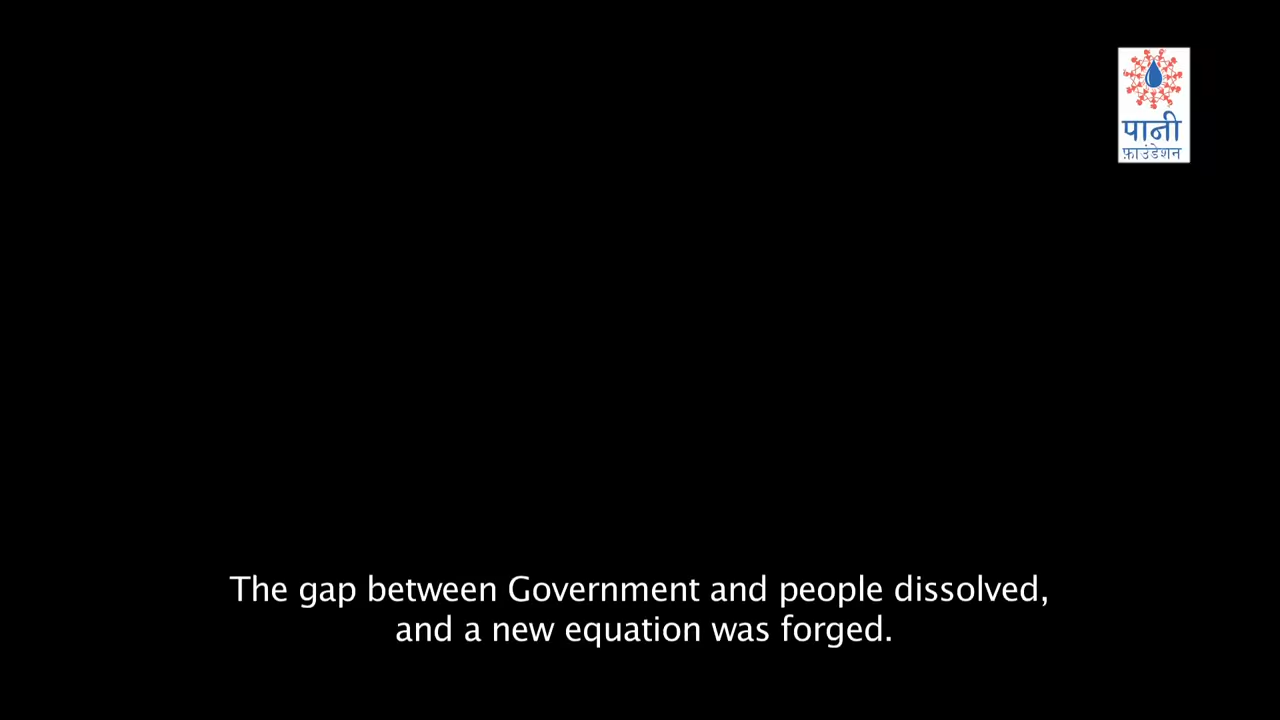 पानी
फ़ाउंडेशन
The gap between Government and people dissolved,
and a new equation was forged.